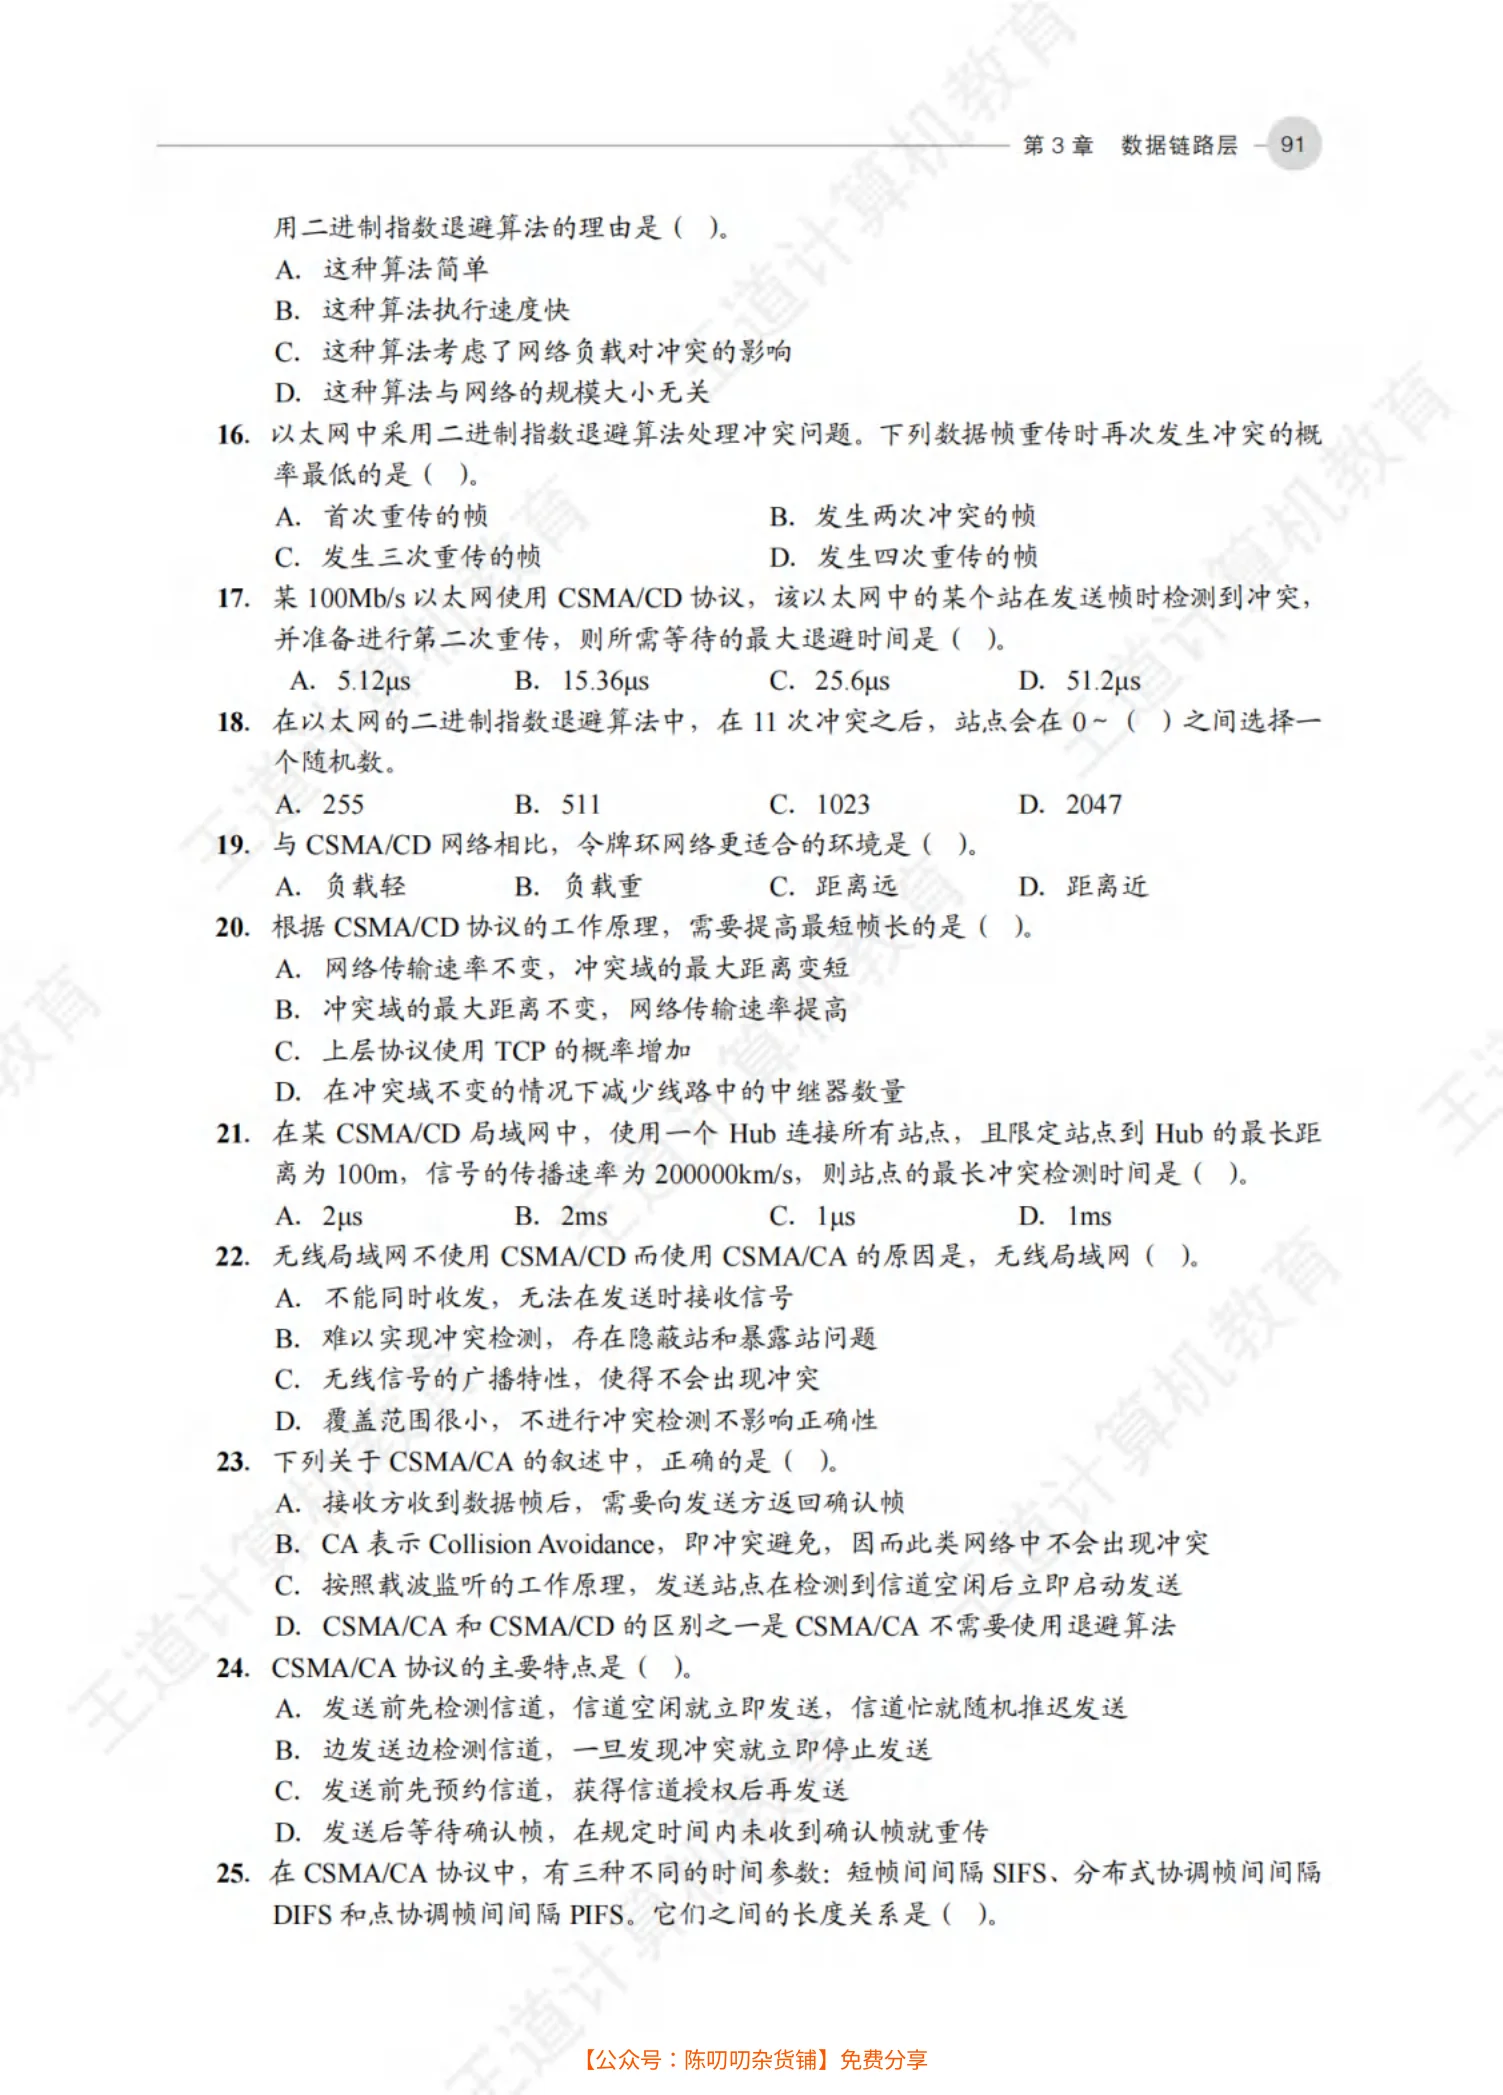 第 3 章 数据链路层 91
用二进制指数退避算法的理由是（ ）。
A. 这种算法简单
B. 这种算法执行速度快
C. 这种算法考虑了网络负载对冲突的影响
D. 这种算法与网络的规模大小无关
16. 以太网中采用二进制指数退避算法处理冲突问题。下列数据帧重传时再次发生冲突的概
率最低的是（ ）。
A. 首次重传的帧 B. 发生两次冲突的帧
C. 发生三次重传的帧 D. 发生四次重传的帧
17. 某 100Mb/s 以太网使用 CSMA/CD 协议，该以太网中的某个站在发送帧时检测到冲突，
并准备进行第二次重传，则所需等待的最大退避时间是（ ）。
A. 5.12μs B. 15.36μs C. 25.6μs D. 51.2μs
18. 在以太网的二进制指数退避算法中，在 11 次冲突之后，站点会在 0～（ ）之间选择一
个随机数。
A. 255 B. 511 C. 1023 D. 2047
19. 与 CSMA/CD 网络相比，令牌环网络更适合的环境是（ ）。
A. 负载轻 B. 负载重 C. 距离远 D. 距离近
20. 根据 CSMA/CD 协议的工作原理，需要提高最短帧长的是（ ）。
A. 网络传输速率不变，冲突域的最大距离变短
B. 冲突域的最大距离不变，网络传输速率提高
C. 上层协议使用 TCP 的概率增加
D. 在冲突域不变的情况下减少线路中的中继器数量
21. 在某 CSMA/CD 局域网中，使用一个 Hub 连接所有站点，且限定站点到 Hub 的最长距
离为 100m，信号的传播速率为 200000km/s，则站点的最长冲突检测时间是（ ）。
A. 2μs B. 2ms C. 1μs D. 1ms
22. 无线局域网不使用 CSMA/CD 而使用 CSMA/CA 的原因是，无线局域网（ ）。
A. 不能同时收发，无法在发送时接收信号
B. 难以实现冲突检测，存在隐蔽站和暴露站问题
C. 无线信号的广播特性，使得不会出现冲突
D. 覆盖范围很小，不进行冲突检测不影响正确性
23. 下列关于 CSMA/CA 的叙述中，正确的是（ ）。
A. 接收方收到数据帧后，需要向发送方返回确认帧
B. CA 表示 Collision Avoidance，即冲突避免，因而此类网络中不会出现冲突
C. 按照载波监听的工作原理，发送站点在检测到信道空闲后立即启动发送
D. CSMA/CA 和 CSMA/CD 的区别之一是 CSMA/CA 不需要使用退避算法
24. CSMA/CA 协议的主要特点是（ ）。
A. 发送前先检测信道，信道空闲就立即发送，信道忙就随机推迟发送
B. 边发送边检测信道，一旦发现冲突就立即停止发送
C. 发送前先预约信道，获得信道授权后再发送
D. 发送后等待确认帧，在规定时间内未收到确认帧就重传
25. 在 CSMA/CA 协议中，有三种不同的时间参数：短帧间间隔 SIFS、分布式协调帧间间隔
DIFS 和点协调帧间间隔 PIFS。它们之间的长度关系是（ ）。
【公众号：陈叨叨杂货铺】免费分享
王道计算机教育